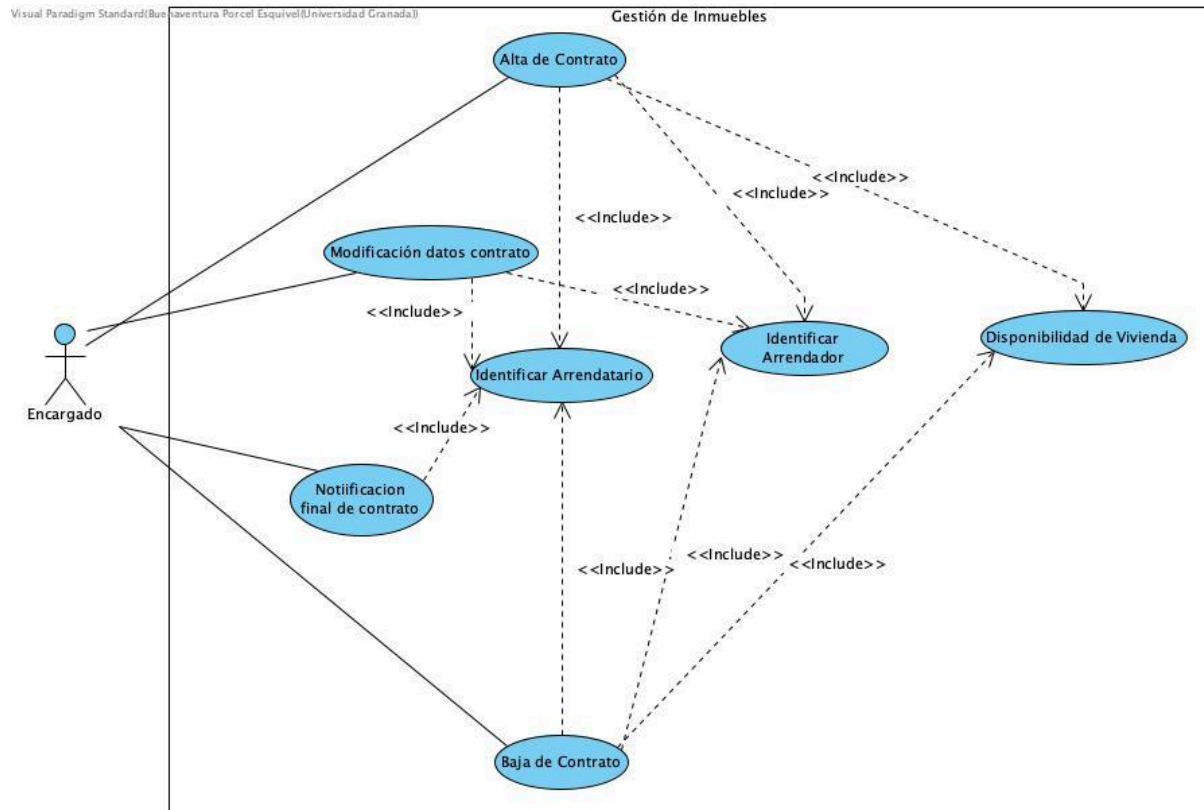 Visual Paradigm Standard(Buenaventura Porcel Esquivel(Universidad Granada))
Gestión de Inmuebles
Alta de Contrato
<<Include>>
<<Include>>
<<Include>>
Modificación datos contrato
<<Include>>
<<Include>>
Identificar
Arrendador
Disponibilidad de Vivienda
Identificar Arrendatario
Encargado
<<Include>>
Notiificacion
final de contrato
<<Include>>
<<Include>>
<<Include>>
Baja de Contrato